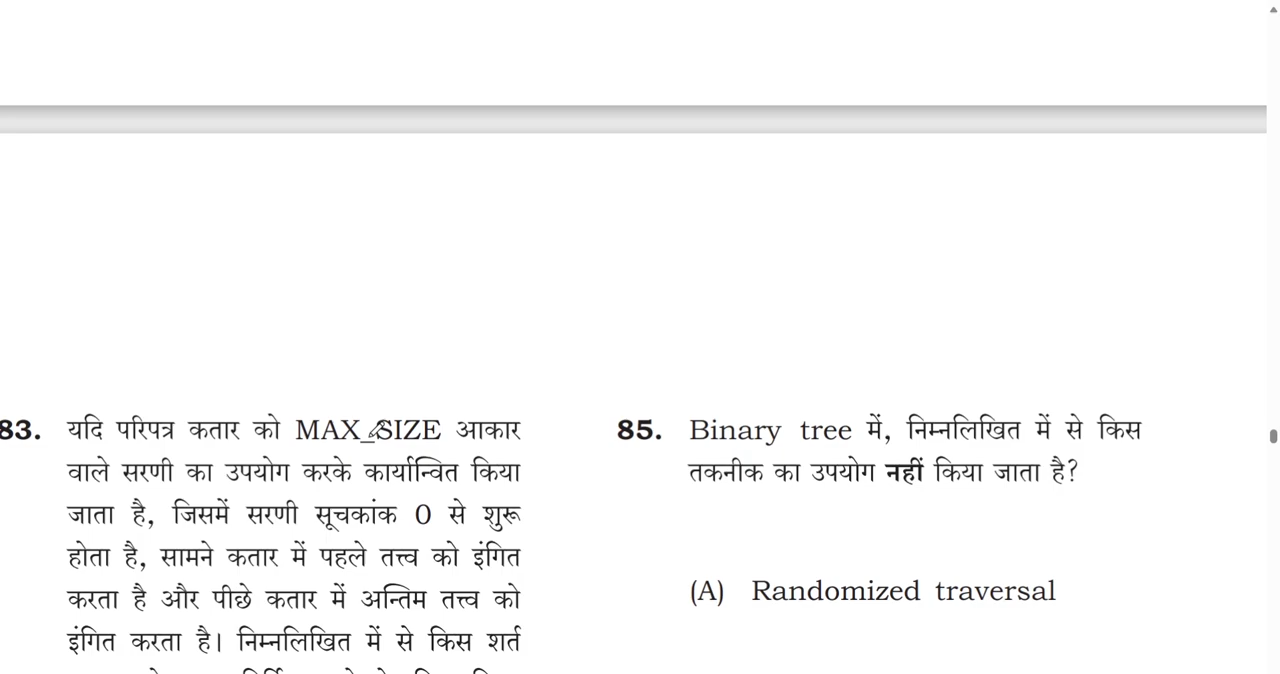 83. यदि परिपत्र कतार को MAX_SIZE आकार
वाले सरणी का उपयोग करके कार्यान्वित किया
जाता है, जिसमें सरणी सूचकांक 0 से शुरू
होता है, सामने कतार में पहले तत्त्व को इंगित
करता है और पीछे कतार में अन्तिम तत्त्व को
इंगित करता है। निम्नलिखित में से किस शर्त
85. Binary tree में, निम्नलिखित में से किस
तकनीक का उपयोग नहीं किया जाता है?
(A) Randomized traversal